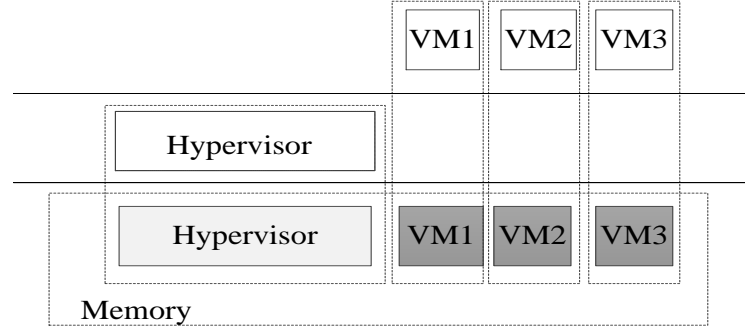 VM1 VM2 VM3
Hypervisor
Hypervisor VM1 VM2 VM3
Memory